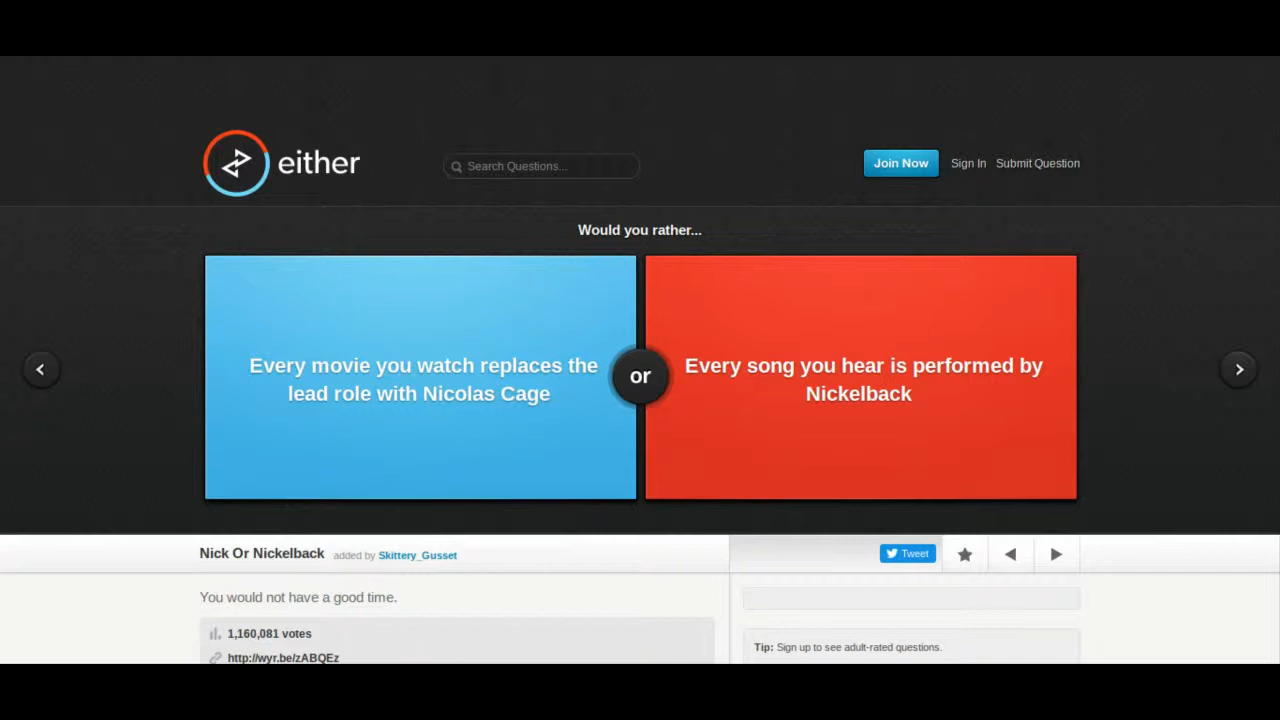 either
Search Questions...
Join Now Sign In Submit Question
Would you rather...
Every movie you watch replaces the
lead role with Nicolas Cage
or
Every song you hear is performed by
Nickelback
Nick Or Nickelback added by Skittery_Gusset
Tweet
You would not have a good time.
1,160,081 votes
http://wyr.be/zABQEz
Tip: Sign up to see adult-rated questions.